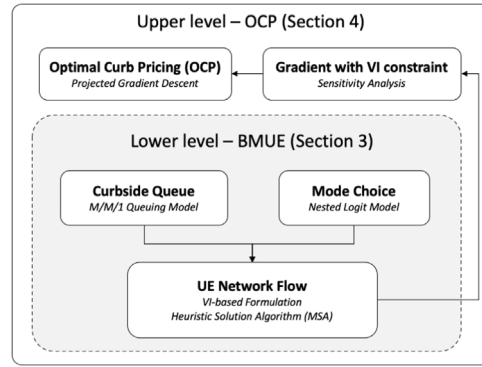 Upper level – OCP (Section 4)
Optimal Curb Pricing (OCP)
Projected Gradient Descent
Gradient with VI constraint
Sensitivity Analysis
Lower level – BMUE (Section 3)
Curbside Queue
M/M/1 Queuing Model
Mode Choice
Nested Logit Model
UE Network Flow
VI-based Formulation
Heuristic Solution Algorithm (MSA)